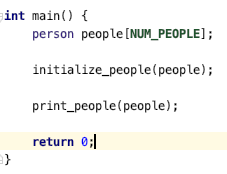 int main() {
    person people[NUM_PEOPLE];
    initialize_people(people);
    print_people(people);
    return 0;
}